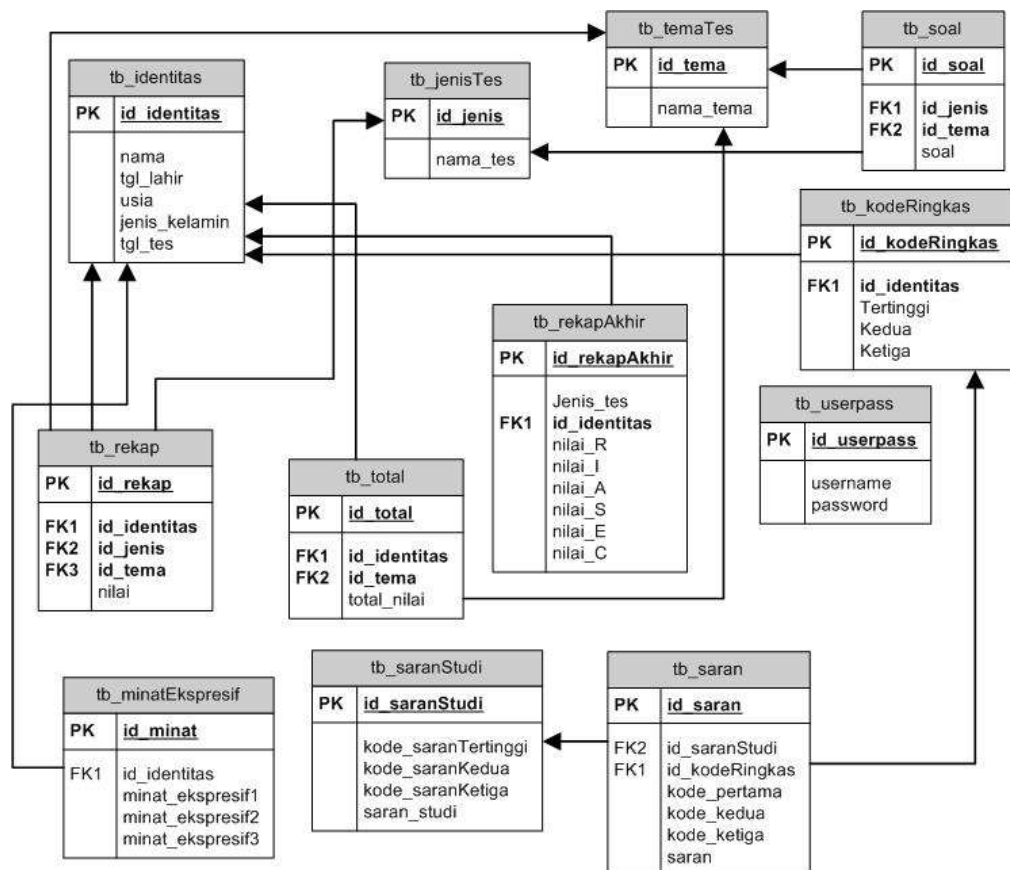 tb_temaTes
PK id_tema
nama_tema
tb_soal
PK id_soal
FK1 id_jenis
FK2 id_tema
soal
tb_identitas
PK id_identitas
nama
tgl_lahir
usia
jenis_kelamin
tgl_tes
tb_jenisTes
PK id_jenis
nama_tes
tb_kodeRingkas
PK id_kodeRingkas
FK1 id_identitas
Tertinggi
Kedua
Ketiga
tb_rekapAkhir
PK id_rekapAkhir
Jenis_tes
FK1 id_identitas
nilai_R
nilai_I
nilai_A
nilai_S
nilai_E
nilai_C
tb_userpass
PK id_userpass
username
password
tb_rekap
PK id_rekap
FK1 id_identitas
FK2 id_jenis
FK3 id_tema
nilai
tb_total
PK id_total
FK1 id_identitas
FK2 id_tema
total_nilai
tb_minatEkspresif
PK id_minat
FK1 id_identitas
minat_ekspresif1
minat_ekspresif2
minat_ekspresif3
tb_saranStudi
PK id_saranStudi
kode_saranTertinggi
kode_saranKedua
kode_saranKetiga
saran_studi
tb_saran
PK id_saran
FK2 id_saranStudi
FK1 id_kodeRingkas
kode_pertama
kode_kedua
kode_ketiga
saran